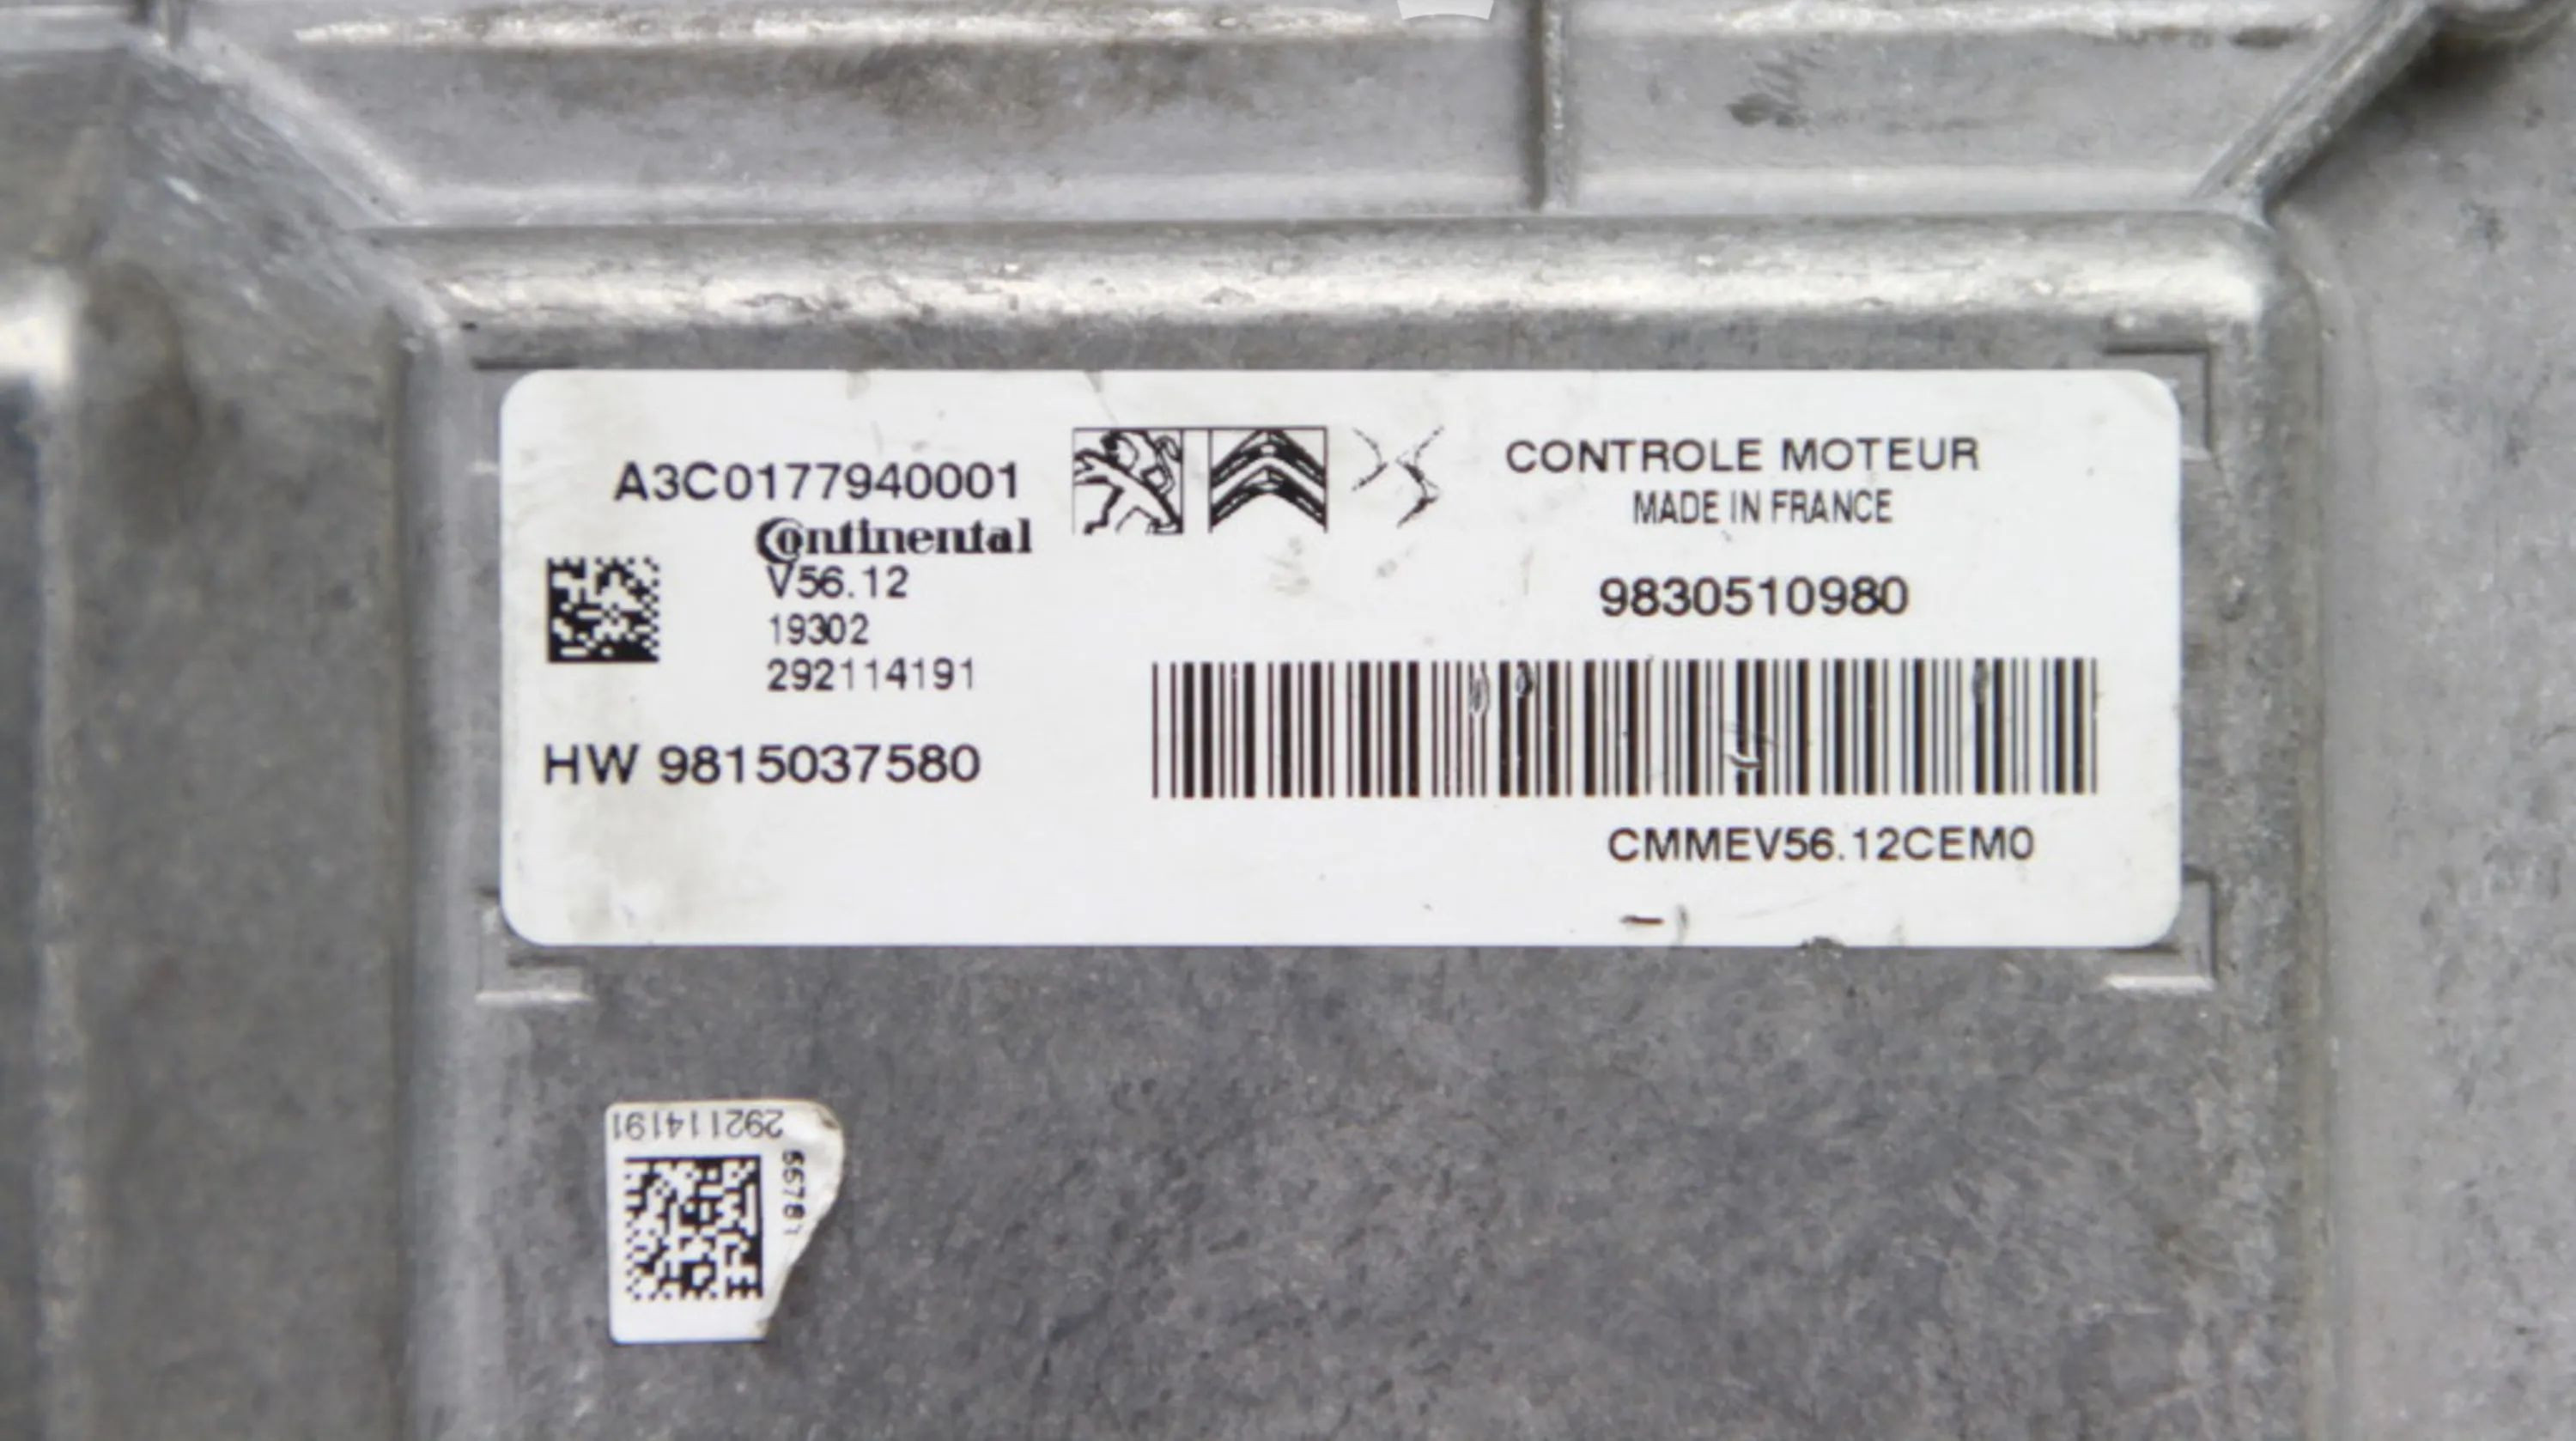 A3C0177940001
Continental
V56.12
19302
292114191
HW 9815037580
CONTROLE MOTEUR
MADE IN FRANCE
9830510980
CMMEV56.12CEM0
292114191